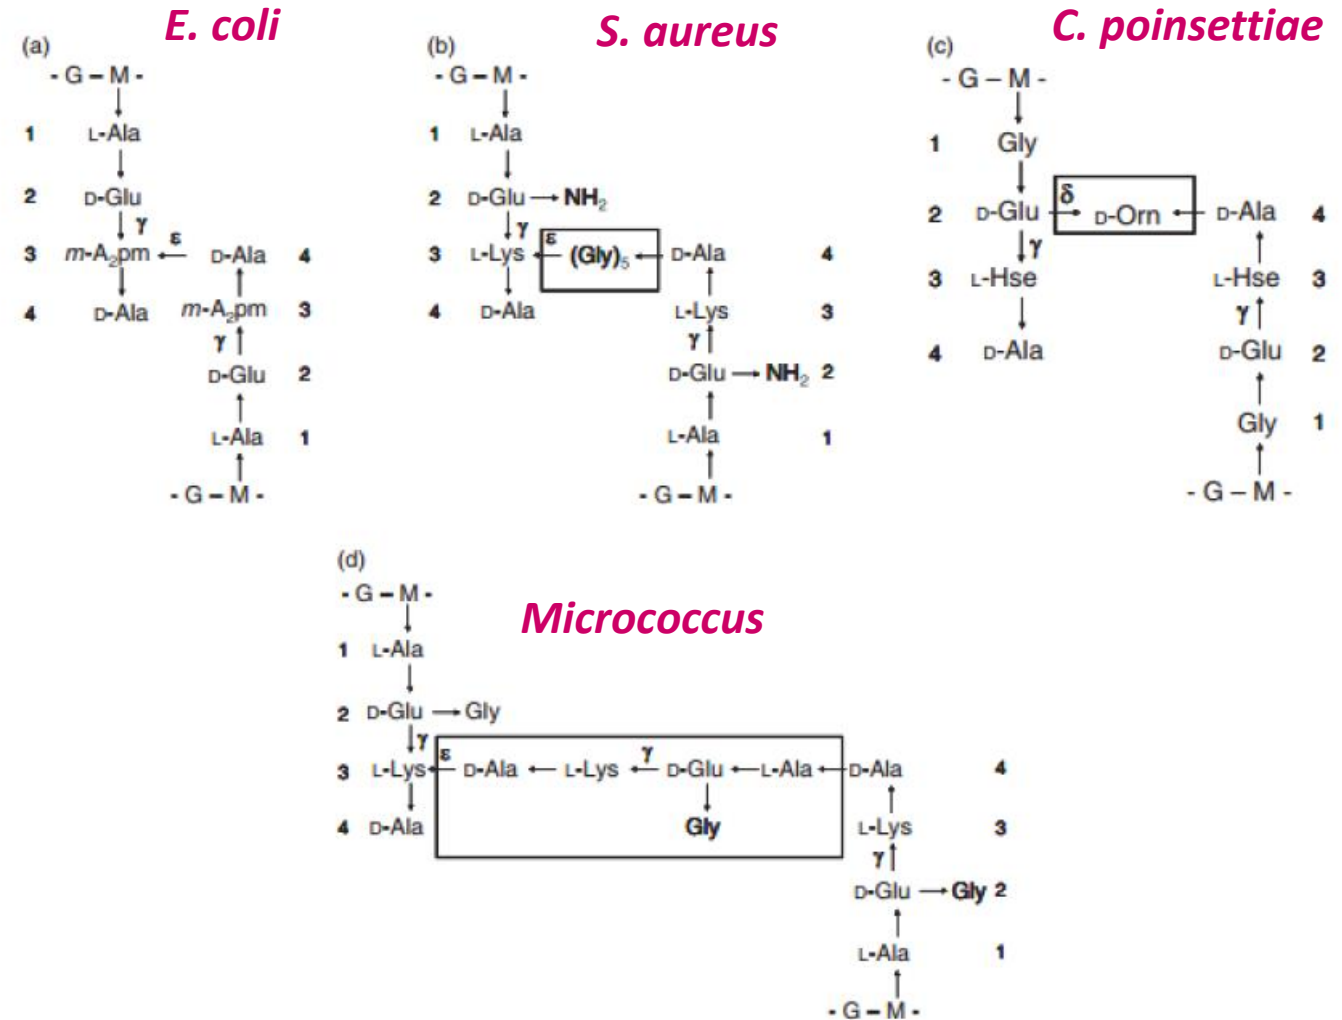 E. coli
(a)
- G – M -
1 L-Ala
2 D-Glu
γ
3 m-A₂pm ← ε D-Ala 4
4 D-Ala m-A₂pm 3
γ
D-Glu 2
L-Ala 1
- G – M -
S. aureus
(b)
- G – M -
1 L-Ala
2 D-Glu → NH₂
γ
3 L-Lys ← ε (Gly)₅ ← D-Ala 4
4 D-Ala L-Lys 3
γ
D-Glu → NH₂ 2
L-Ala 1
- G – M -
C. poinsettiae
(c)
- G – M -
1 Gly
2 D-Glu → δ D-Orn ← D-Ala 4
γ
3 L-Hse L-Hse 3
γ
4 D-Ala D-Glu 2
Gly 1
- G – M -
(d)
- G – M -
Micrococcus
1 L-Ala
2 D-Glu → Gly
γ
3 L-Lys ← ε D-Ala ← L-Lys ← γ D-Glu ← L-Ala ← D-Ala 4
4 D-Ala Gly L-Lys 3
γ
D-Glu → Gly 2
L-Ala 1
- G – M -